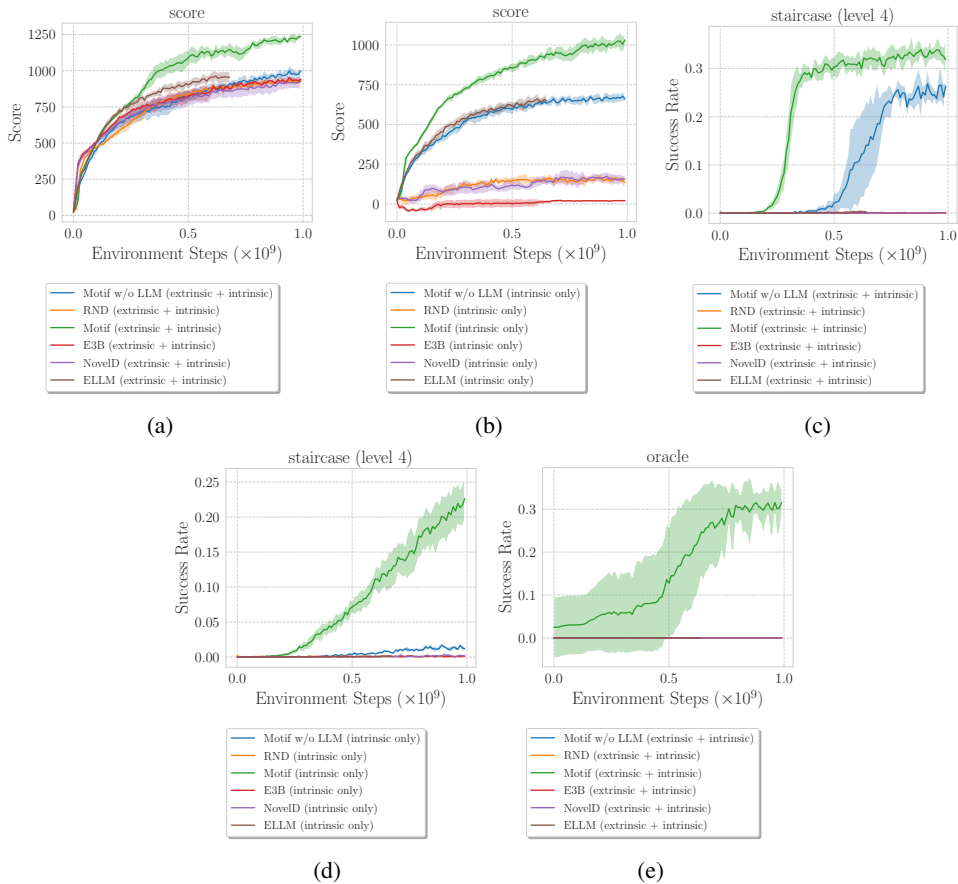 score
1250
1000
750
500
250
0
Score
0.0 0.5 1.0
Environment Steps (×10⁹)
Motif w/o LLM (extrinsic + intrinsic)
RND (extrinsic + intrinsic)
Motif (extrinsic + intrinsic)
E3B (extrinsic + intrinsic)
NovelD (extrinsic + intrinsic)
ELLM (extrinsic + intrinsic)
(a)
score
1000
750
500
250
0
Score
0.0 0.5 1.0
Environment Steps (×10⁹)
Motif w/o LLM (intrinsic only)
RND (intrinsic only)
Motif (intrinsic only)
E3B (intrinsic only)
NovelD (intrinsic only)
ELLM (intrinsic only)
(b)
staircase (level 4)
0.3
0.2
0.1
0.0
Success Rate
0.0 0.5 1.0
Environment Steps (×10⁹)
Motif w/o LLM (extrinsic + intrinsic)
RND (extrinsic + intrinsic)
Motif (extrinsic + intrinsic)
E3B (extrinsic + intrinsic)
NovelD (extrinsic + intrinsic)
ELLM (extrinsic + intrinsic)
(c)
staircase (level 4)
0.25
0.20
0.15
0.10
0.05
0.00
Success Rate
0.0 0.5 1.0
Environment Steps (×10⁹)
Motif w/o LLM (intrinsic only)
RND (intrinsic only)
Motif (intrinsic only)
E3B (intrinsic only)
NovelD (intrinsic only)
ELLM (intrinsic only)
(d)
oracle
0.3
0.2
0.1
0.0
Success Rate
0.0 0.5 1.0
Environment Steps (×10⁹)
Motif w/o LLM (extrinsic + intrinsic)
RND (extrinsic + intrinsic)
Motif (extrinsic + intrinsic)
E3B (extrinsic + intrinsic)
NovelD (extrinsic + intrinsic)
ELLM (extrinsic + intrinsic)
(e)